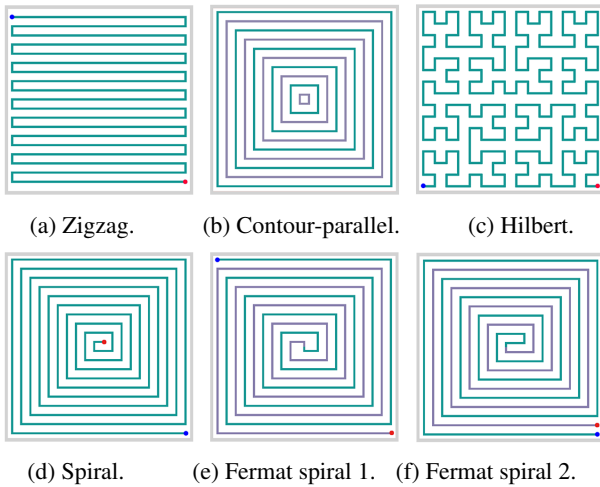 (a) Zigzag. (b) Contour-parallel. (c) Hilbert.
(d) Spiral. (e) Fermat spiral 1. (f) Fermat spiral 2.